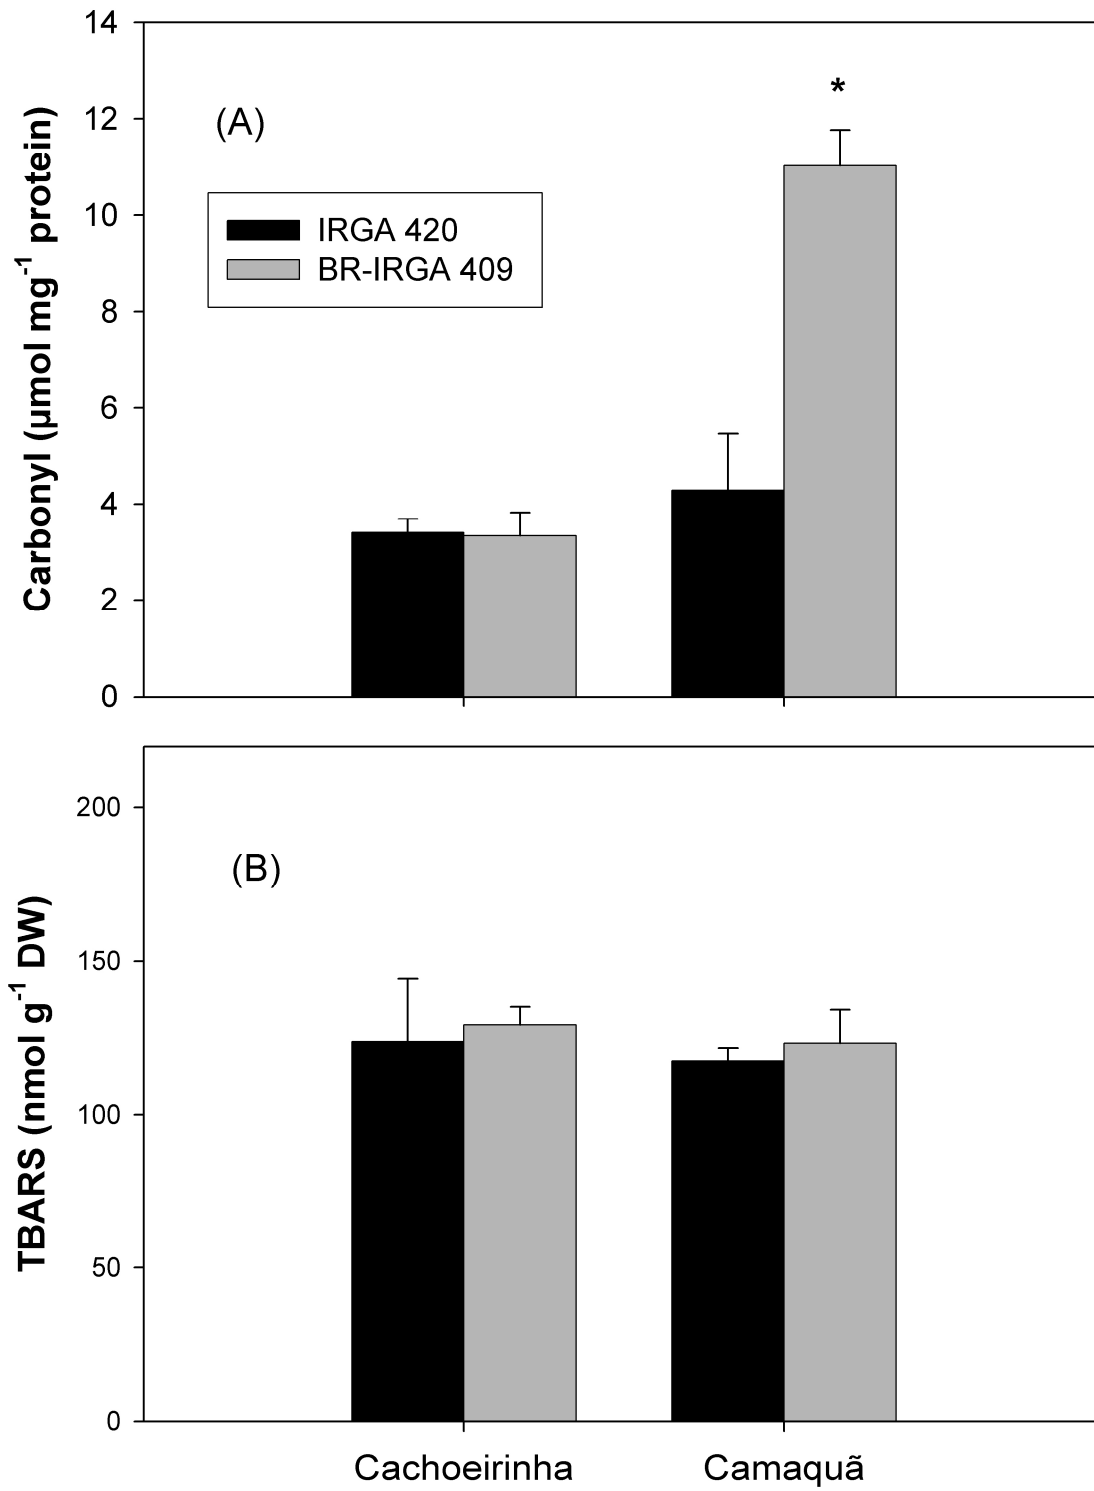 14
12
10
8
6
4
2
0
Carbonyl (µmol mg⁻¹ protein)
(A)
*
IRGA 420
BR-IRGA 409
200
150
100
50
0
TBARS (nmol g⁻¹ DW)
(B)
Cachoeirinha Camaquã